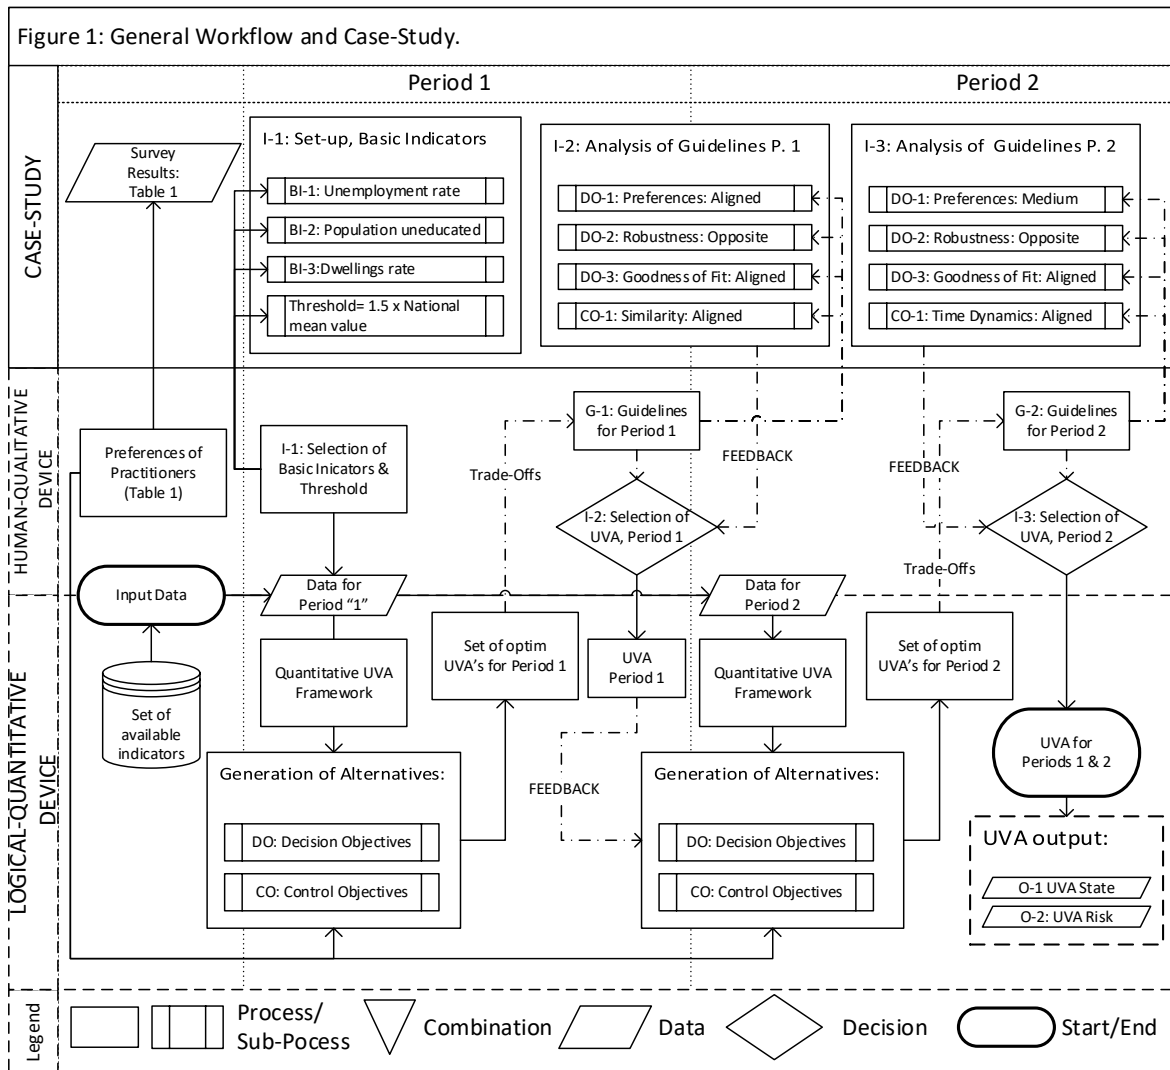 Figure 1: General Workflow and Case-Study.
Period 1
Period 2
CASE-STUDY
Survey
Results:
Table 1
I-1: Set-up, Basic Indicators
BI-1: Unemployment rate
BI-2: Population uneducated
BI-3:Dwellings rate
Threshold= 1.5 x National
mean value
I-2: Analysis of Guidelines P. 1
DO-1: Preferences: Aligned
DO-2: Robustness: Opposite
DO-3: Goodness of Fit: Aligned
CO-1: Similarity: Aligned
I-3: Analysis of Guidelines P. 2
DO-1: Preferences: Medium
DO-2: Robustness: Opposite
DO-3: Goodness of Fit: Aligned
CO-1: Time Dynamics: Aligned
HUMAN-QUALITATIVE
DEVICE
Preferences of
Practitioners
(Table 1)
I-1: Selection of
Basic Inicators &
Threshold
Trade-Offs
G-1: Guidelines
for Period 1
FEEDBACK
I-2: Selection of
UVA, Period 1
G-2: Guidelines
for Period 2
FEEDBACK
I-3: Selection of
UVA, Period 2
Trade-Offs
LOGICAL-QUANTITATIVE
DEVICE
Input Data
Data for
Period “1”
Data for
Period 2
Set of
available
indicators
Quantitative UVA
Framework
Set of optim
UVA's for Period 1
UVA
Period 1
Quantitative UVA
Framework
Set of optim
UVA's for Period 2
UVA for
Periods 1 & 2
Generation of Alternatives:
DO: Decision Objectives
CO: Control Objectives
FEEDBACK
Generation of Alternatives:
DO: Decision Objectives
CO: Control Objectives
UVA output:
O-1 UVA State
O-2: UVA Risk
Legend
Process/
Sub-Pocess
Combination
Data
Decision
Start/End